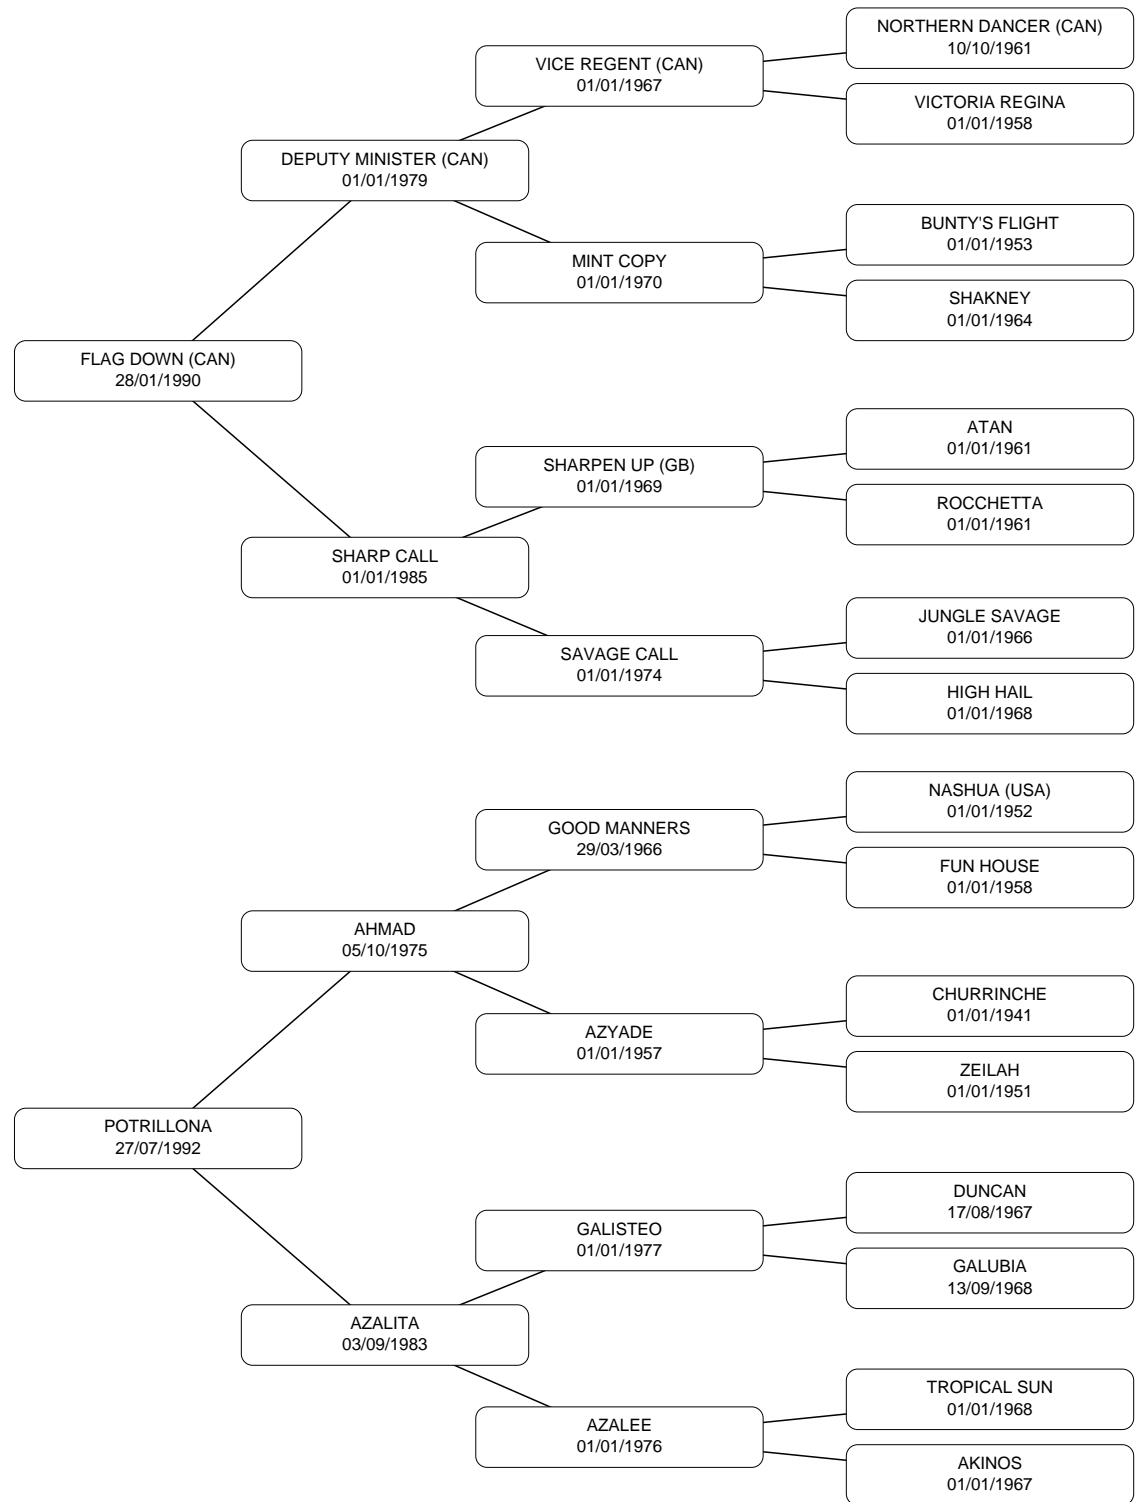 NORTHERN DANCER (CAN)
10/10/1961
VICE REGENT (CAN)
01/01/1967
VICTORIA REGINA
01/01/1958
DEPUTY MINISTER (CAN)
01/01/1979
BUNTY'S FLIGHT
01/01/1953
MINT COPY
01/01/1970
SHAKNEY
01/01/1964
FLAG DOWN (CAN)
28/01/1990
ATAN
01/01/1961
SHARPEN UP (GB)
01/01/1969
ROCCHETTA
01/01/1961
SHARP CALL
01/01/1985
JUNGLE SAVAGE
01/01/1966
SAVAGE CALL
01/01/1974
HIGH HAIL
01/01/1968
NASHUA (USA)
01/01/1952
GOOD MANNERS
29/03/1966
FUN HOUSE
01/01/1958
AHMAD
05/10/1975
CHURRINCHE
01/01/1941
AZYADE
01/01/1957
ZEILAH
01/01/1951
POTRILLONA
27/07/1992
DUNCAN
17/08/1967
GALISTEO
01/01/1977
GALUBIA
13/09/1968
AZALITA
03/09/1983
TROPICAL SUN
01/01/1968
AZALEE
01/01/1976
AKINOS
01/01/1967